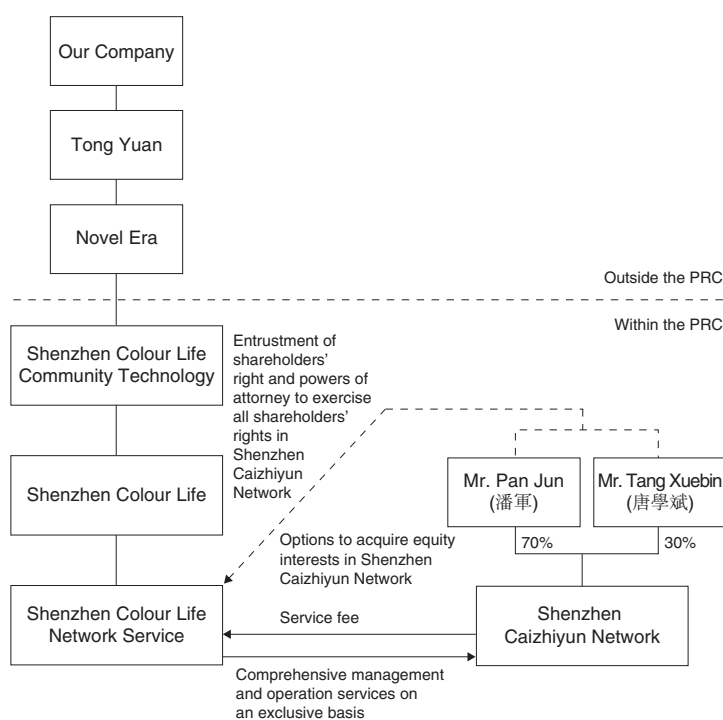 Our Company
Tong Yuan
Novel Era
Outside the PRC
Within the PRC
Shenzhen Colour Life
Community Technology
Entrustment of
shareholders’
right and powers of
attorney to exercise
all shareholders’
rights in
Shenzhen
Caizhiyun
Network
Shenzhen Colour Life
Mr. Pan Jun
(潘軍)
Mr. Tang Xuebin
(唐學斌)
70%
30%
Options to acquire equity
interests in Shenzhen
Caizhiyun Network
Shenzhen Colour Life
Network Service
Service fee
Shenzhen
Caizhiyun Network
Comprehensive management
and operation services on
an exclusive basis